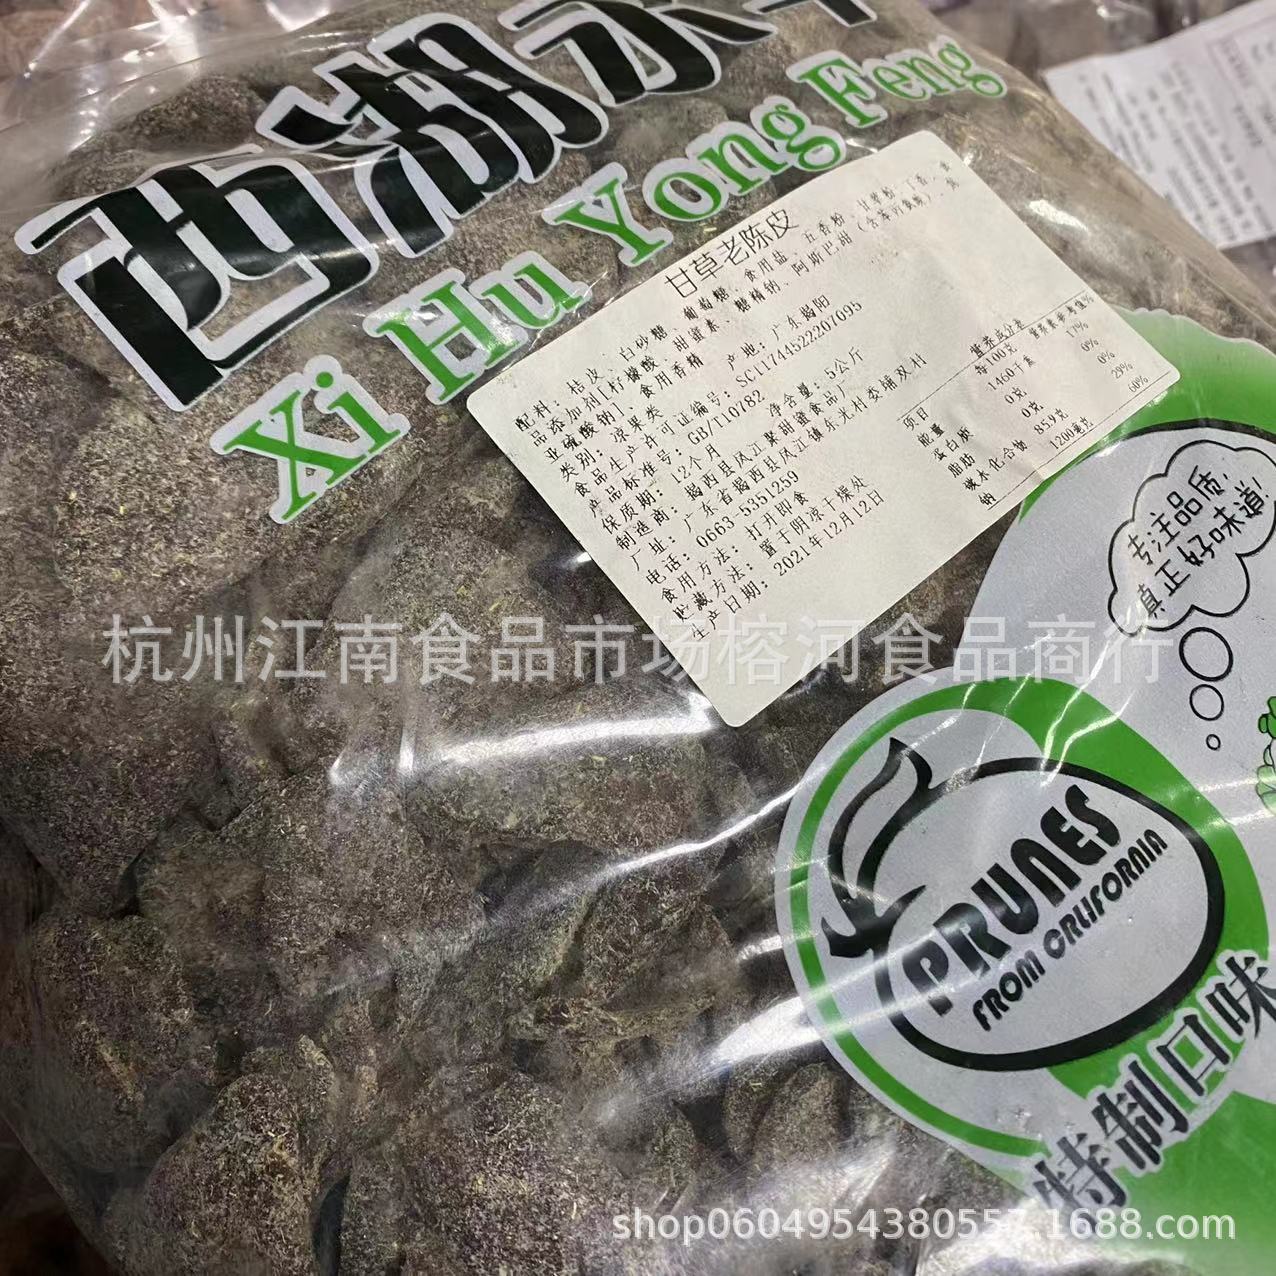 西湖永丰
Xi Hu Yong Feng
甘草老陈皮
配料: 桔皮、白砂糖、葡萄糖、食用盐、五香粉、甘草粉、丁香、食
品添加剂[柠檬酸、甜蜜素、糖精钠、阿斯巴甜(含苯丙氨酸)、焦
亚硫酸钠]、食用香精
类别: 凉果类 产地: 广东揭阳
食品生产许可证编号: SC11744522207095
产品标准号: GB/T10782 净含量: 5公斤
保质期: 12个月
制造商: 揭西县凤江聚甜蜜食品厂
厂址: 广东省揭西县凤江镇东光村娄埔双村
电话: 0663-5351259
食用方法: 打开即食
贮藏方法: 置于阴凉干燥处
生产日期: 2021年12月12日
营养成分表
项目 每100克 营养素参考值%
能量 1460千焦 17%
蛋白质 0克 0%
脂肪 0克 0%
碳水化合物 85.9克 29%
钠 1200毫克 60%
专注品质!
真正好味道!
杭州江南食品市场榕河食品商行
PRUNES
FROM CALIFORNIA
特制口味
shop0604954380557.1688.com